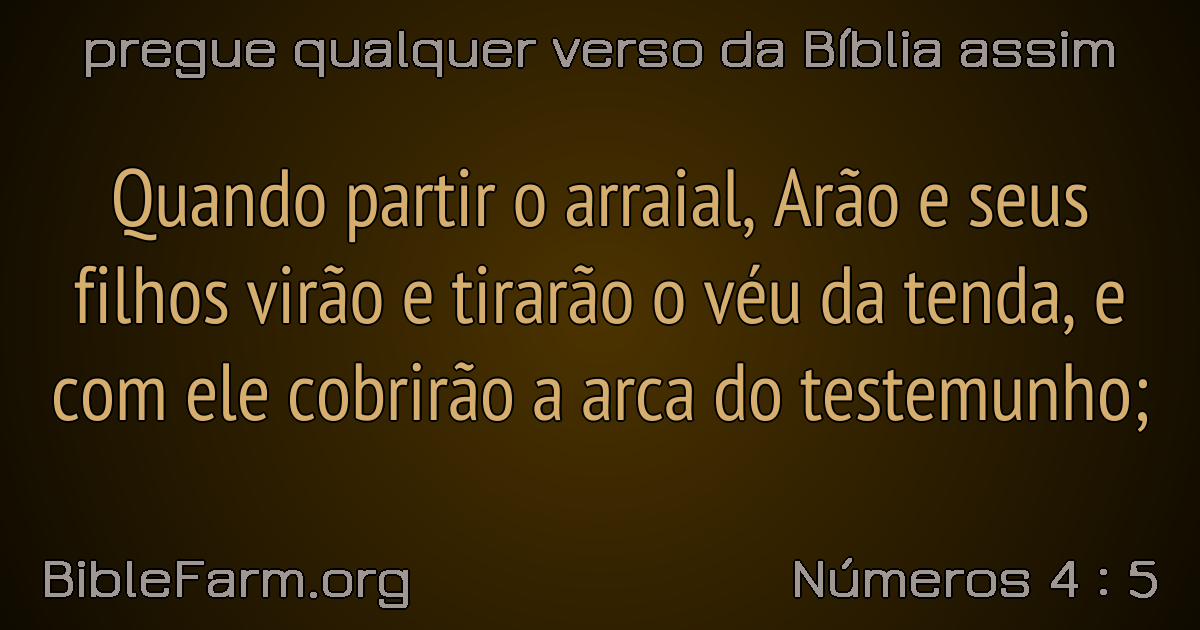 pregue qualquer verso da Bíblia assim
Quando partir o arraial, Arão e seus
filhos virão e tirarão o véu da tenda, e
com ele cobrirão a arca do testemunho;
BibleFarm.org
Números 4 : 5